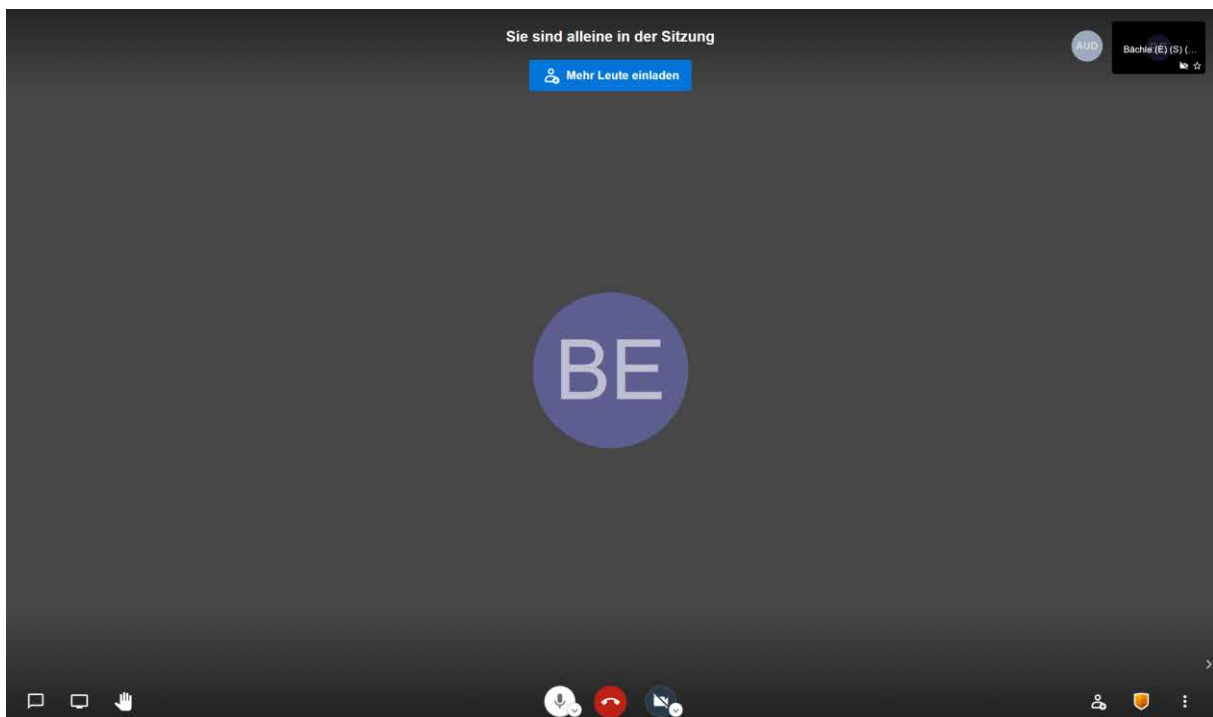 Sie sind alleine in der Sitzung
Mehr Leute einladen
AUD
Bächle (E) (S) (...
BE